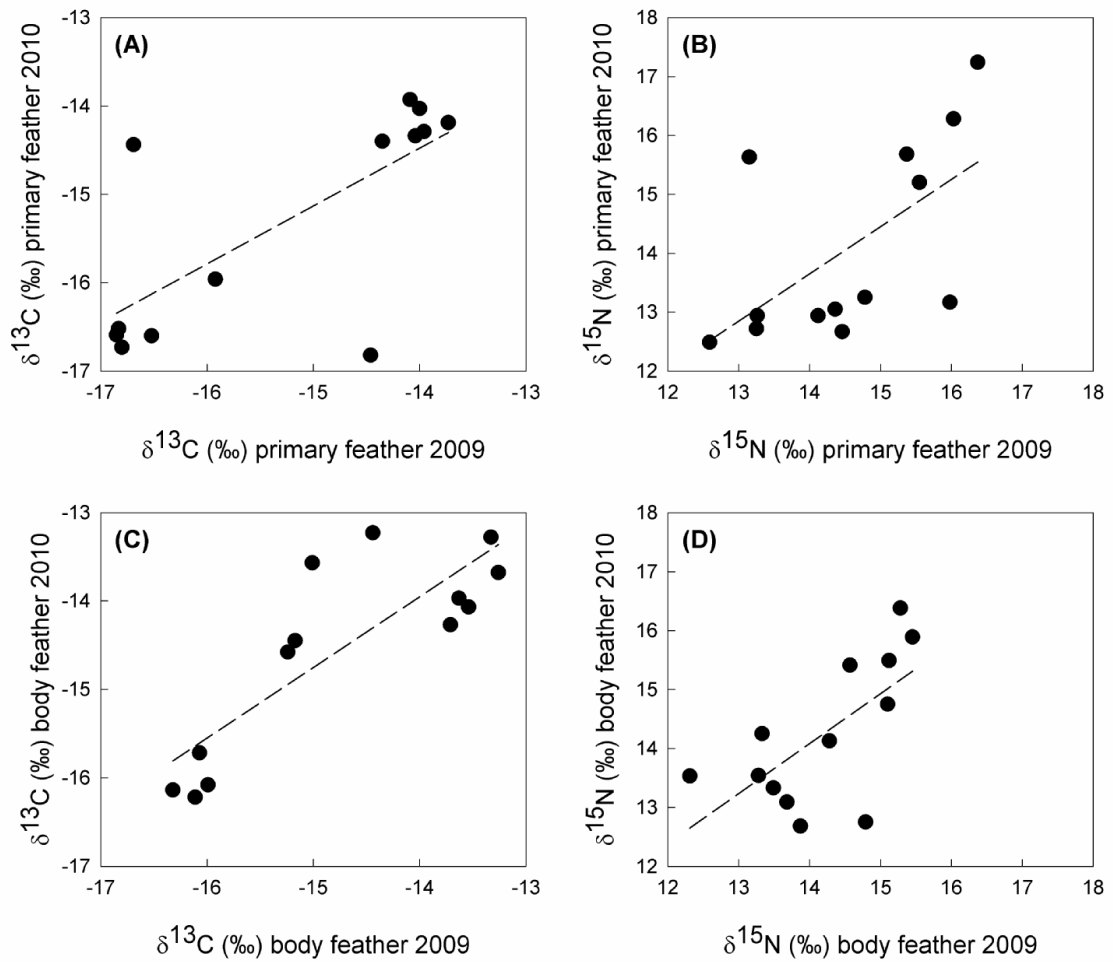 (A)
-13
-14
-15
-16
-17
-17 -16 -15 -14 -13
δ13C (‰) primary feather 2010
δ13C (‰) primary feather 2009
(B)
18
17
16
15
14
13
12
12 13 14 15 16 17 18
δ15N (‰) primary feather 2010
δ15N (‰) primary feather 2009
(C)
-13
-14
-15
-16
-17
-17 -16 -15 -14 -13
δ13C (‰) body feather 2010
δ13C (‰) body feather 2009
(D)
18
17
16
15
14
13
12
12 13 14 15 16 17 18
δ15N (‰) body feather 2010
δ15N (‰) body feather 2009